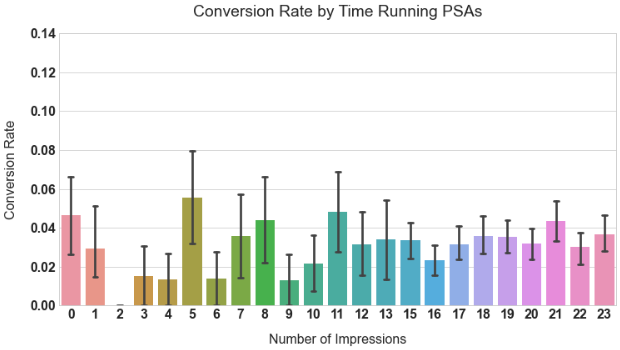 Conversion Rate by Time Running PSAs
0.14
0.12
0.10
0.08
0.06
0.04
0.02
0.00
Conversion Rate
0 1 2 3 4 5 6 7 8 9 10 11 12 13 15 16 17 18 19 20 21 22 23
Number of Impressions